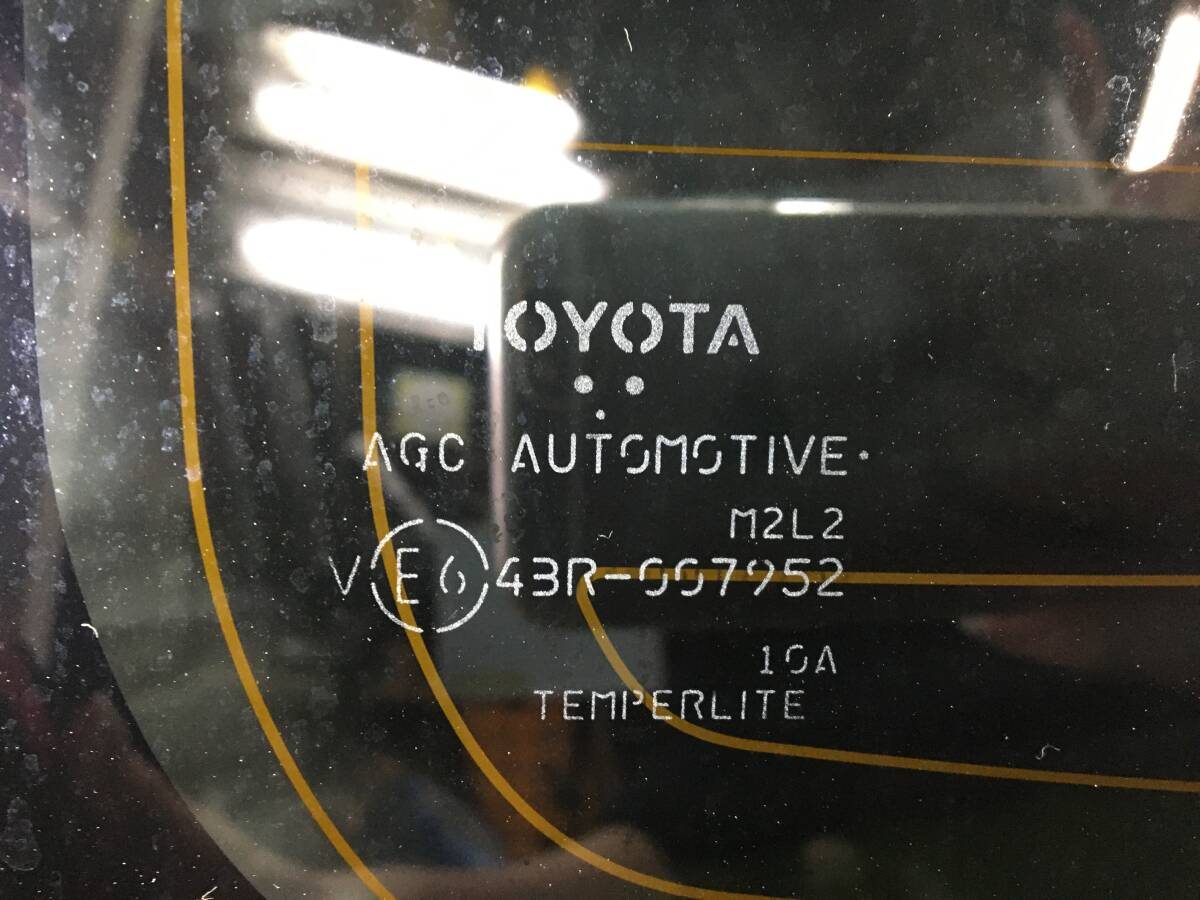 TOYOTA
AGC AUTOMOTIVE
M2L2
V E6 43R-007952
10A
TEMPERLITE